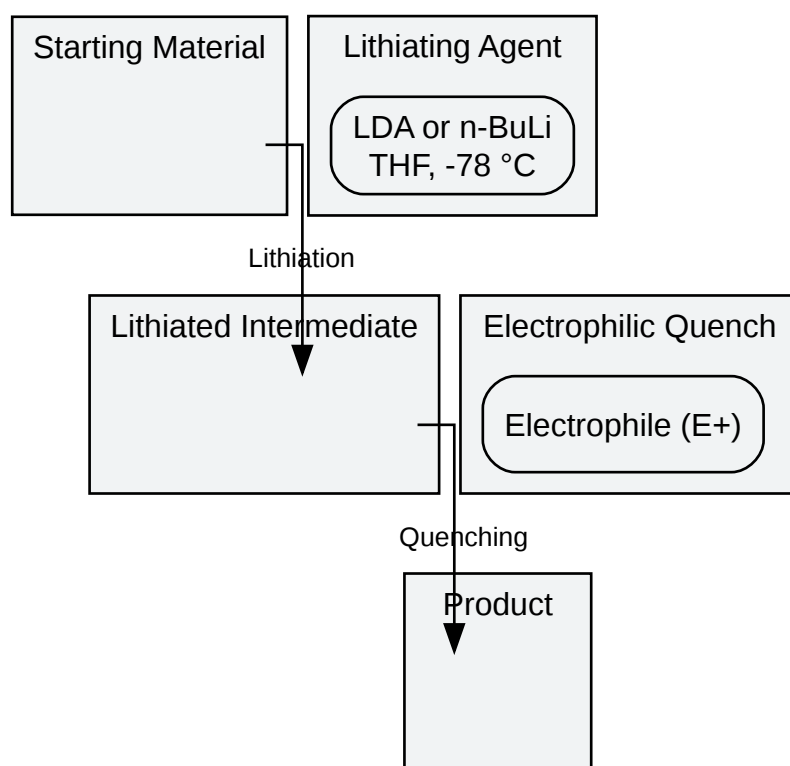 Starting Material
Lithiating Agent
LDA or n-BuLi
THF, -78 °C
Lithiation
Lithiated Intermediate
Electrophilic Quench
Electrophile (E+)
Quenching
Product